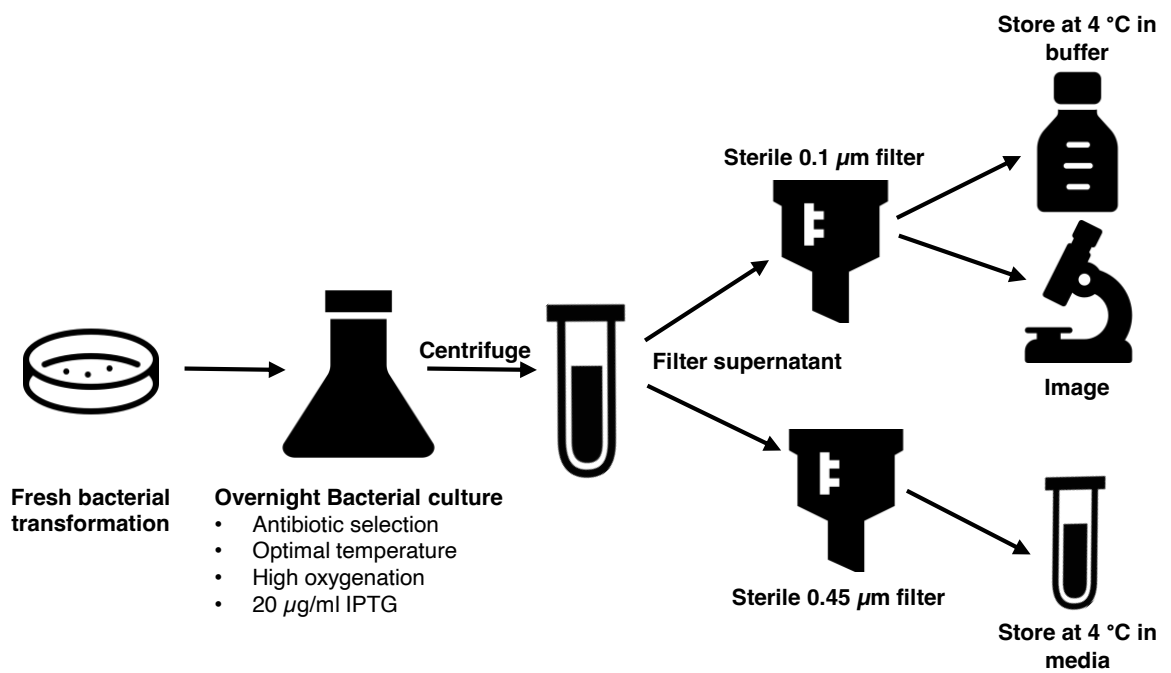 Fresh bacterial
transformation
Overnight Bacterial culture
• Antibiotic selection
• Optimal temperature
• High oxygenation
• 20 µg/ml IPTG
Centrifuge
Filter supernatant
Sterile 0.1 µm filter
Store at 4 °C in
buffer
Image
Sterile 0.45 µm filter
Store at 4 °C in
media